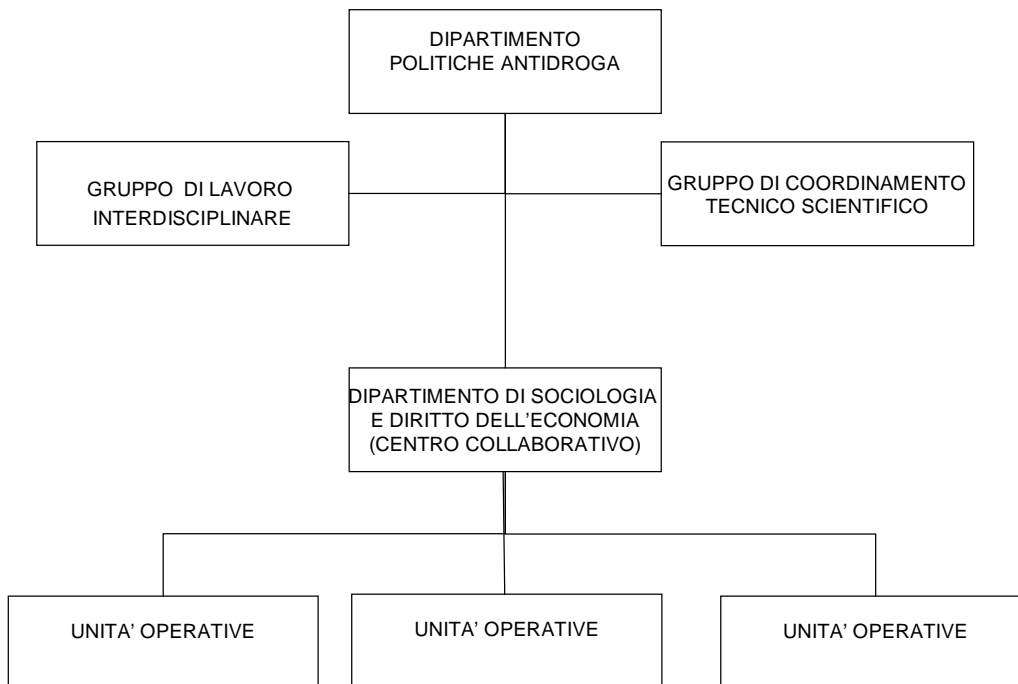 DIPARTIMENTO
POLITICHE ANTIDROGA
GRUPPO DI LAVORO
INTERDISCIPLINARE
GRUPPO DI COORDINAMENTO
TECNICO SCIENTIFICO
DIPARTIMENTO DI SOCIOLOGIA
E DIRITTO DELL’ECONOMIA
(CENTRO COLLABORATIVO)
UNITA’ OPERATIVE
UNITA’ OPERATIVE
UNITA’ OPERATIVE